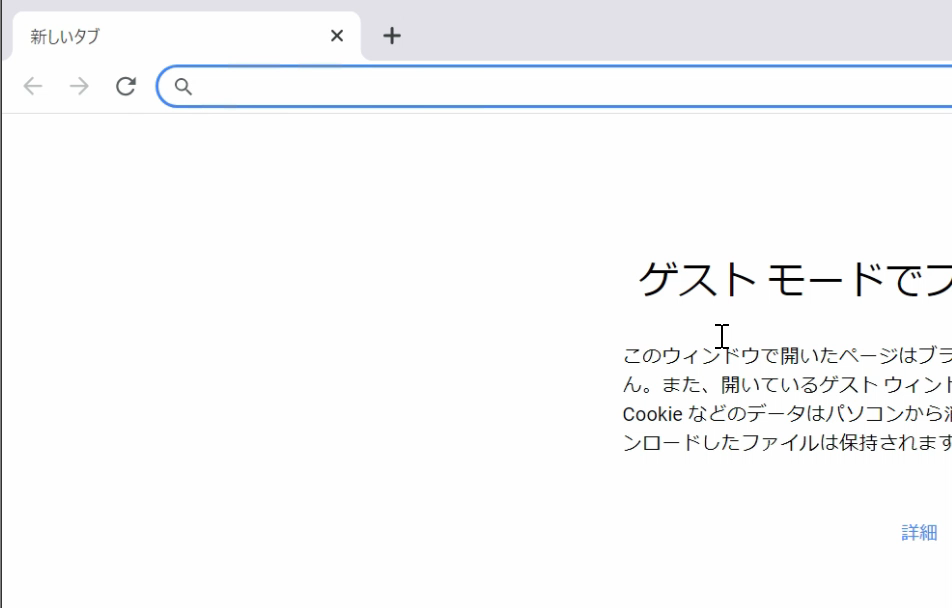 新しいタブ
ゲスト モードでブ
このウィンドウで開いたページはブラ
ん。また、開いているゲスト ウィンド
Cookie などのデータはパソコンから
ンロードしたファイルは保持されます
詳細